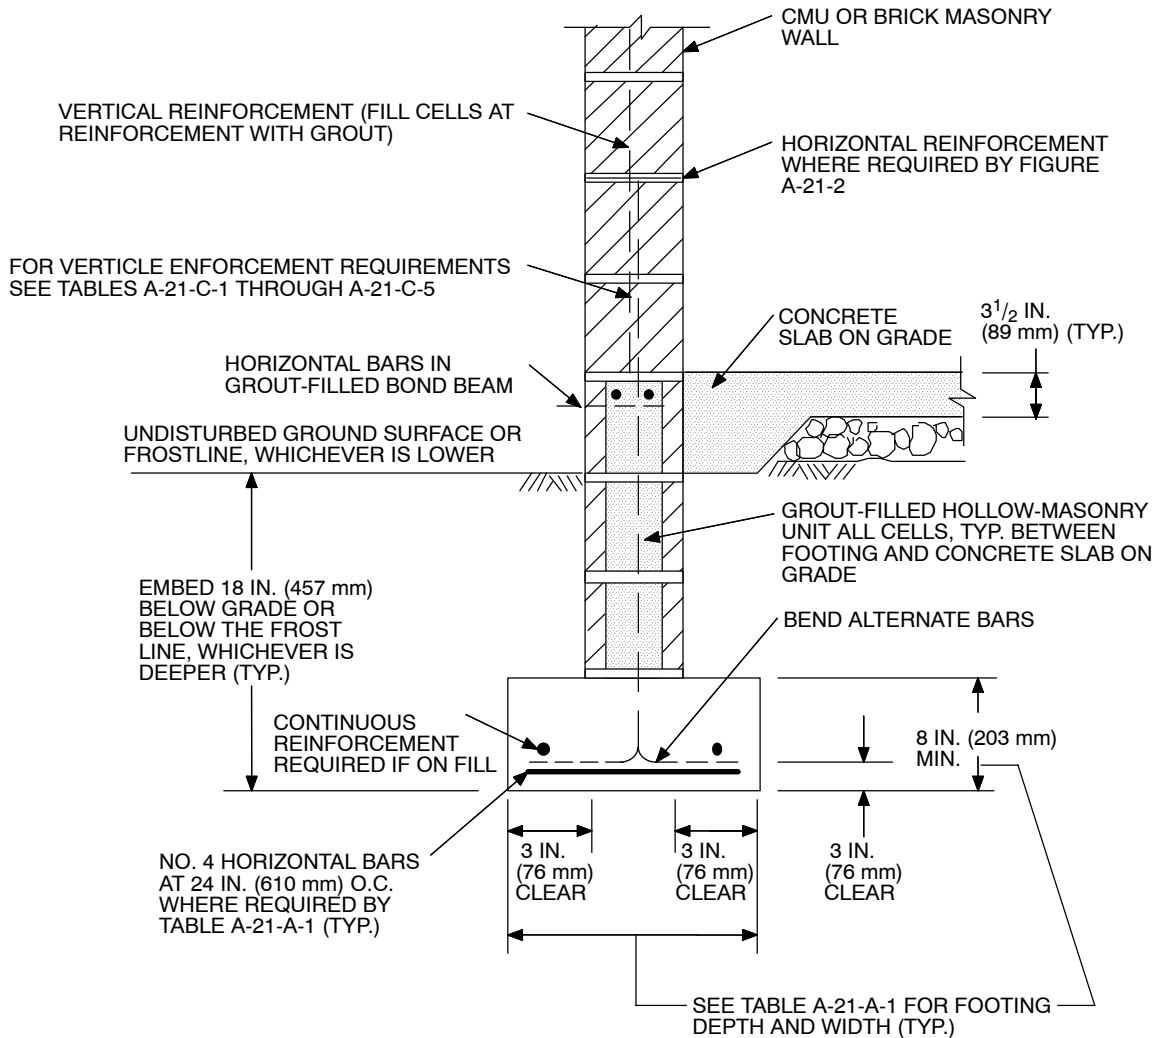 CMU OR BRICK MASONRY
WALL
VERTICAL REINFORCEMENT (FILL CELLS AT
REINFORCEMENT WITH GROUT)
HORIZONTAL REINFORCEMENT
WHERE REQUIRED BY FIGURE
A-21-2
FOR VERTICLE ENFORCEMENT REQUIREMENTS
SEE TABLES A-21-C-1 THROUGH A-21-C-5
CONCRETE
SLAB ON GRADE
3 1/2 IN.
(89 mm) (TYP.)
HORIZONTAL BARS IN
GROUT-FILLED BOND BEAM
UNDISTURBED GROUND SURFACE OR
FROSTLINE, WHICHEVER IS LOWER
GROUT-FILLED HOLLOW-MASONRY
UNIT ALL CELLS, TYP. BETWEEN
FOOTING AND CONCRETE SLAB ON
GRADE
EMBED 18 IN. (457 mm)
BELOW GRADE OR
BELOW THE FROST
LINE, WHICHEVER IS
DEEPER (TYP.)
BEND ALTERNATE BARS
CONTINUOUS
REINFORCEMENT
REQUIRED IF ON FILL
8 IN. (203 mm)
MIN.
NO. 4 HORIZONTAL BARS
AT 24 IN. (610 mm) O.C.
WHERE REQUIRED BY
TABLE A-21-A-1 (TYP.)
3 IN.
(76 mm)
CLEAR
3 IN.
(76 mm)
CLEAR
3 IN.
(76 mm)
CLEAR
SEE TABLE A-21-A-1 FOR FOOTING
DEPTH AND WIDTH (TYP.)